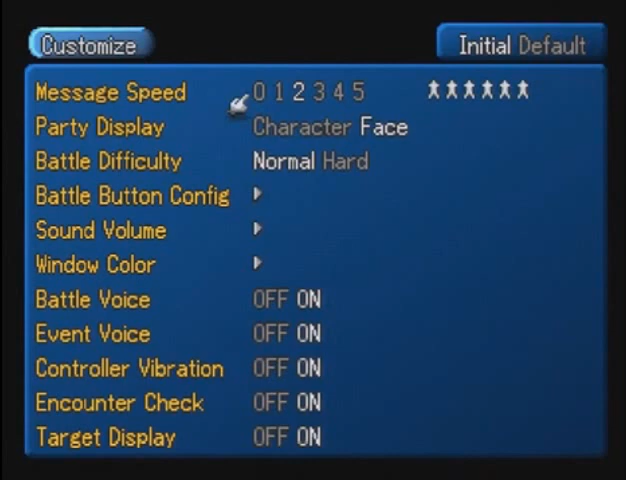 Customize
Initial Default
Message Speed 0 1 2 3 4 5
Party Display Character Face
Battle Difficulty Normal Hard
Battle Button Config
Sound Volume
Window Color
Battle Voice OFF ON
Event Voice OFF ON
Controller Vibration OFF ON
Encounter Check OFF ON
Target Display OFF ON